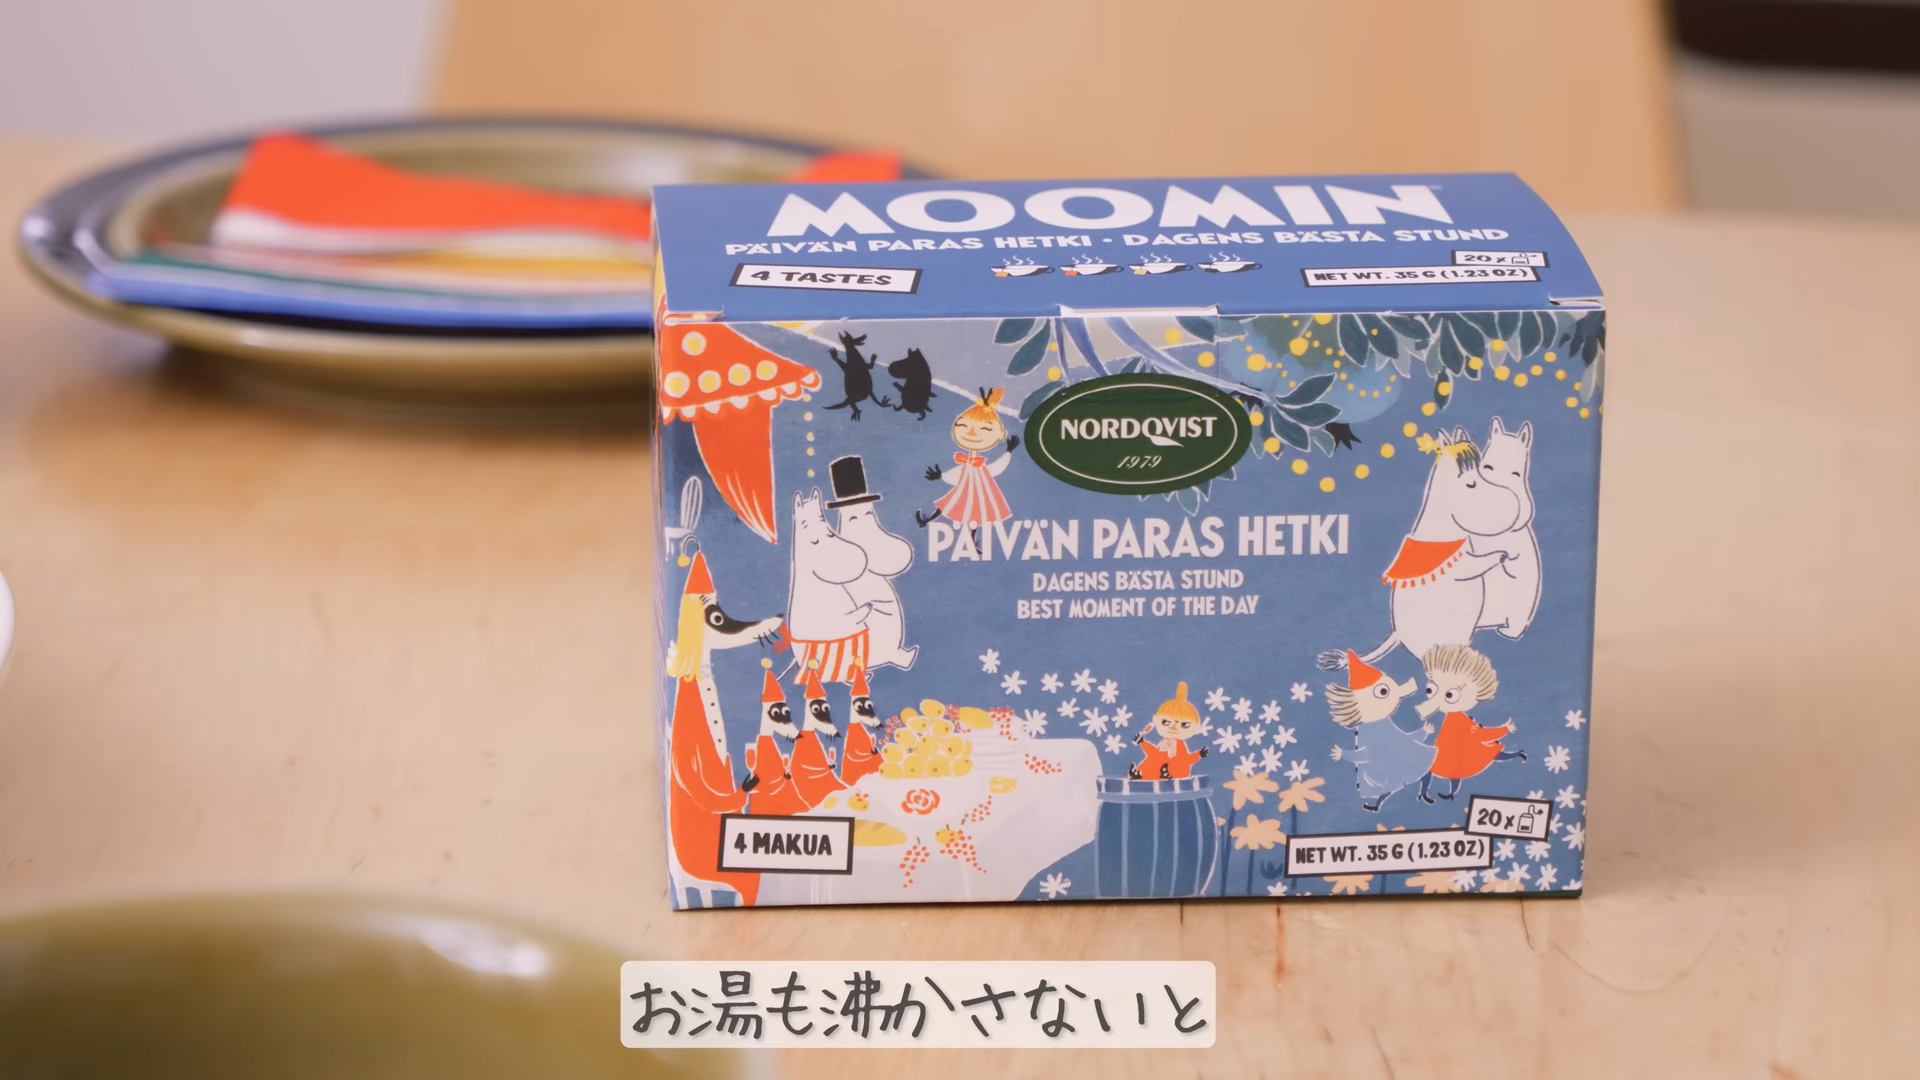 MOOMIN
PÄIVÄN PARAS HETKI • DAGENS BÄSTA STUND
4 TASTES
20 x
NET WT. 35 G (1.23 OZ)
NORDQVIST
1979
PÄIVÄN PARAS HETKI
DAGENS BÄSTA STUND
BEST MOMENT OF THE DAY
4 MAKUA
20 x
NET WT. 35 G (1.23 OZ)
お湯も沸かさないと